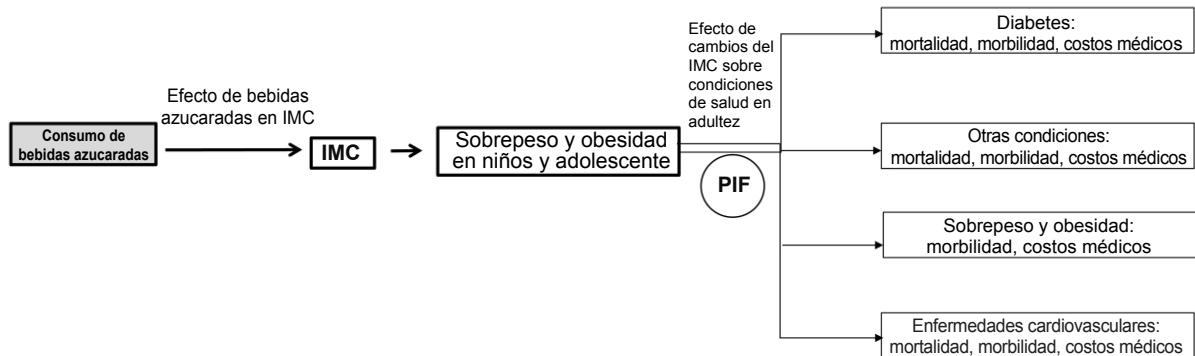 Consumo de
bebidas azucaradas
Efecto de bebidas
azucaradas en IMC
IMC
Sobrepeso y obesidad
en niños y adolescente
Efecto de
cambios del
IMC sobre
condiciones
de salud en
adultez
PIF
Diabetes:
mortalidad, morbilidad, costos médicos
Otras condiciones:
mortalidad, morbilidad, costos médicos
Sobrepeso y obesidad:
morbilidad, costos médicos
Enfermedades cardiovasculares:
mortalidad, morbilidad, costos médicos